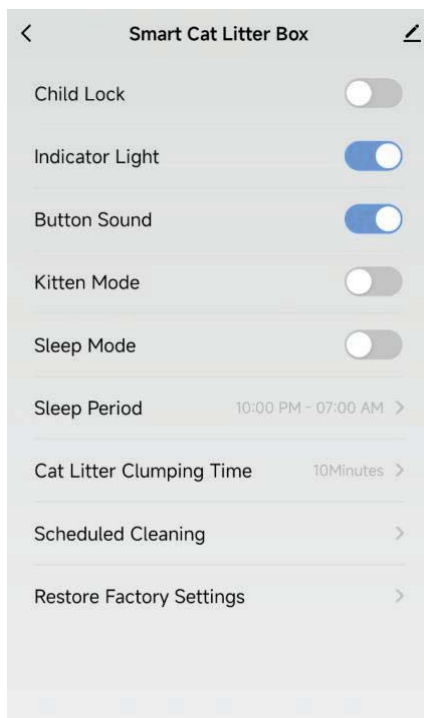 Smart Cat Litter Box
Child Lock
Indicator Light
Button Sound
Kitten Mode
Sleep Mode
Sleep Period 10:00 PM - 07:00 AM
Cat Litter Clumping Time 10Minutes
Scheduled Cleaning
Restore Factory Settings